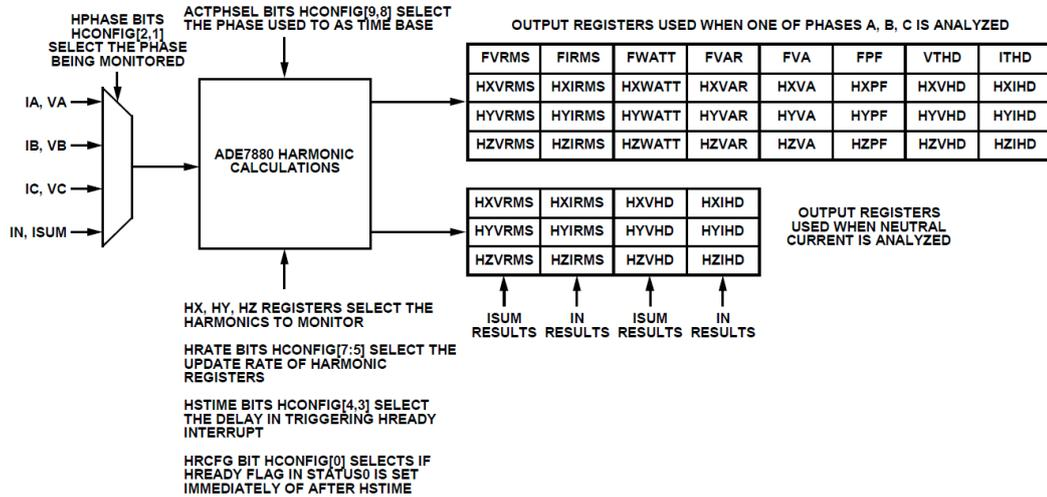 HPHASE BITS
HCONFIG[2,1]
SELECT THE PHASE
BEING MONITORED
ACTPHSEL BITS HCONFIG[9,8] SELECT
THE PHASE USED TO AS TIME BASE
IA, VA
IB, VB
IC, VC
IN, ISUM
ADE7880 HARMONIC
CALCULATIONS
OUTPUT REGISTERS USED WHEN ONE OF PHASES A, B, C IS ANALYZED
FVRMS FIRMS FWATT FVAR FVA FPF VTHD ITHD
HXVRMS HXIRMS HXWATT HXVAR HXVA HXPF HXVHD HXIHD
HYVRMS HYIRMS HYWATT HYVAR HYVA HYPF HYVHD HYIHD
HZVRMS HZIRMS HZWATT HZVAR HZVA HZPF HZVHD HZIHD
HXVRMS HXIRMS HXVHD HXIHD
HYVRMS HYIRMS HYVHD HYIHD
HZVRMS HZIRMS HZVHD HZIHD
OUTPUT REGISTERS
USED WHEN NEUTRAL
CURRENT IS ANALYZED
ISUM
RESULTS
IN
RESULTS
ISUM
RESULTS
IN
RESULTS
HX, HY, HZ REGISTERS SELECT THE
HARMONICS TO MONITOR
HRATE BITS HCONFIG[7:5] SELECT THE
UPDATE RATE OF HARMONIC
REGISTERS
HSTIME BITS HCONFIG[4,3] SELECT
THE DELAY IN TRIGGERING HREADY
INTERRUPT
HRCFG BIT HCONFIG[0] SELECTS IF
HREADY FLAG IN STATUS0 IS SET
IMMEDIATELY OF AFTER HSTIME